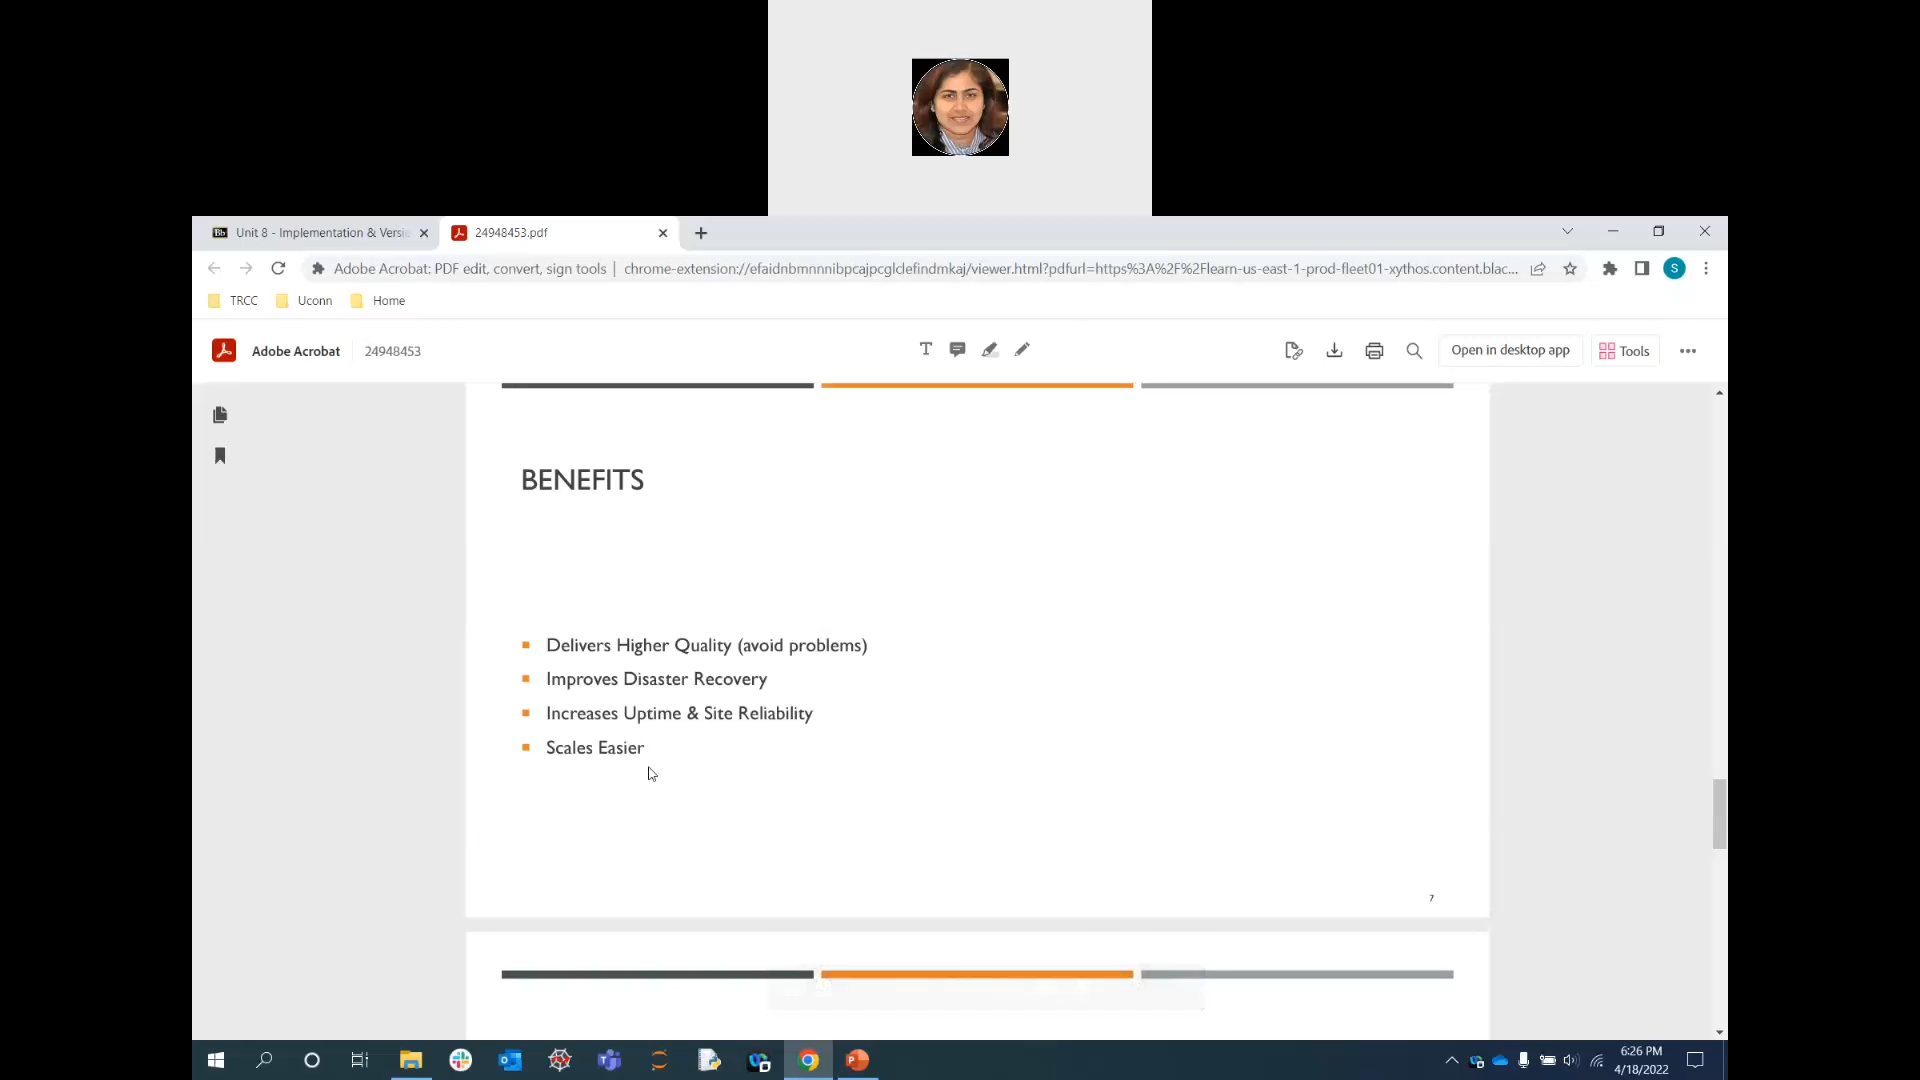 Bb Unit 8 - Implementation & Versi
24948453.pdf
Adobe Acrobat: PDF edit, convert, sign tools | chrome-extension://efaidnbmnnnibpcajpcglclefindmkaj/viewer.html?pdfurl=https%3A%2F%2Flearn-us-east-1-prod-fleet01-xythos.content.blac...
S
TRCC Uconn Home
Adobe Acrobat 24948453
Open in desktop app
Tools
BENEFITS
Delivers Higher Quality (avoid problems)
Improves Disaster Recovery
Increases Uptime & Site Reliability
Scales Easier
7
6:26 PM
4/18/2022